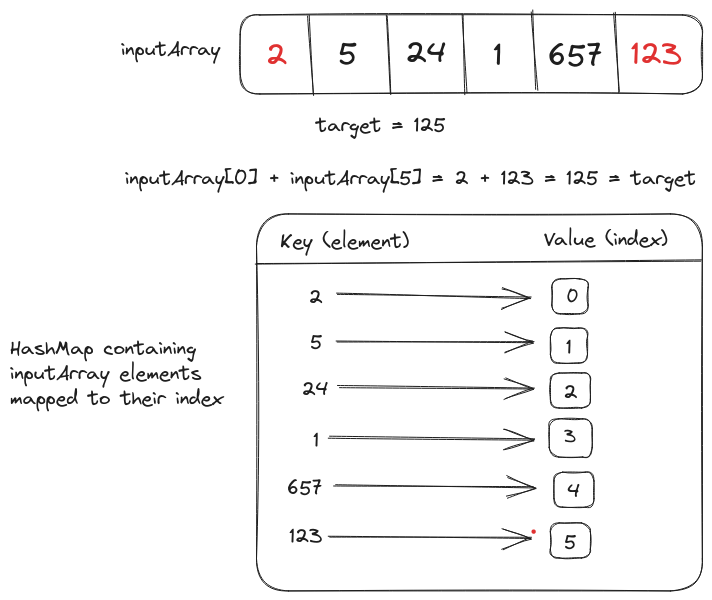 inputArray 2 5 24 1 657 123
target = 125
inputArray[0] + inputArray[5] = 2 + 123 = 125 = target
Key (element) Value (index)
2 0
5 1
24 2
1 3
657 4
123 5
HashMap containing
inputArray elements
mapped to their index